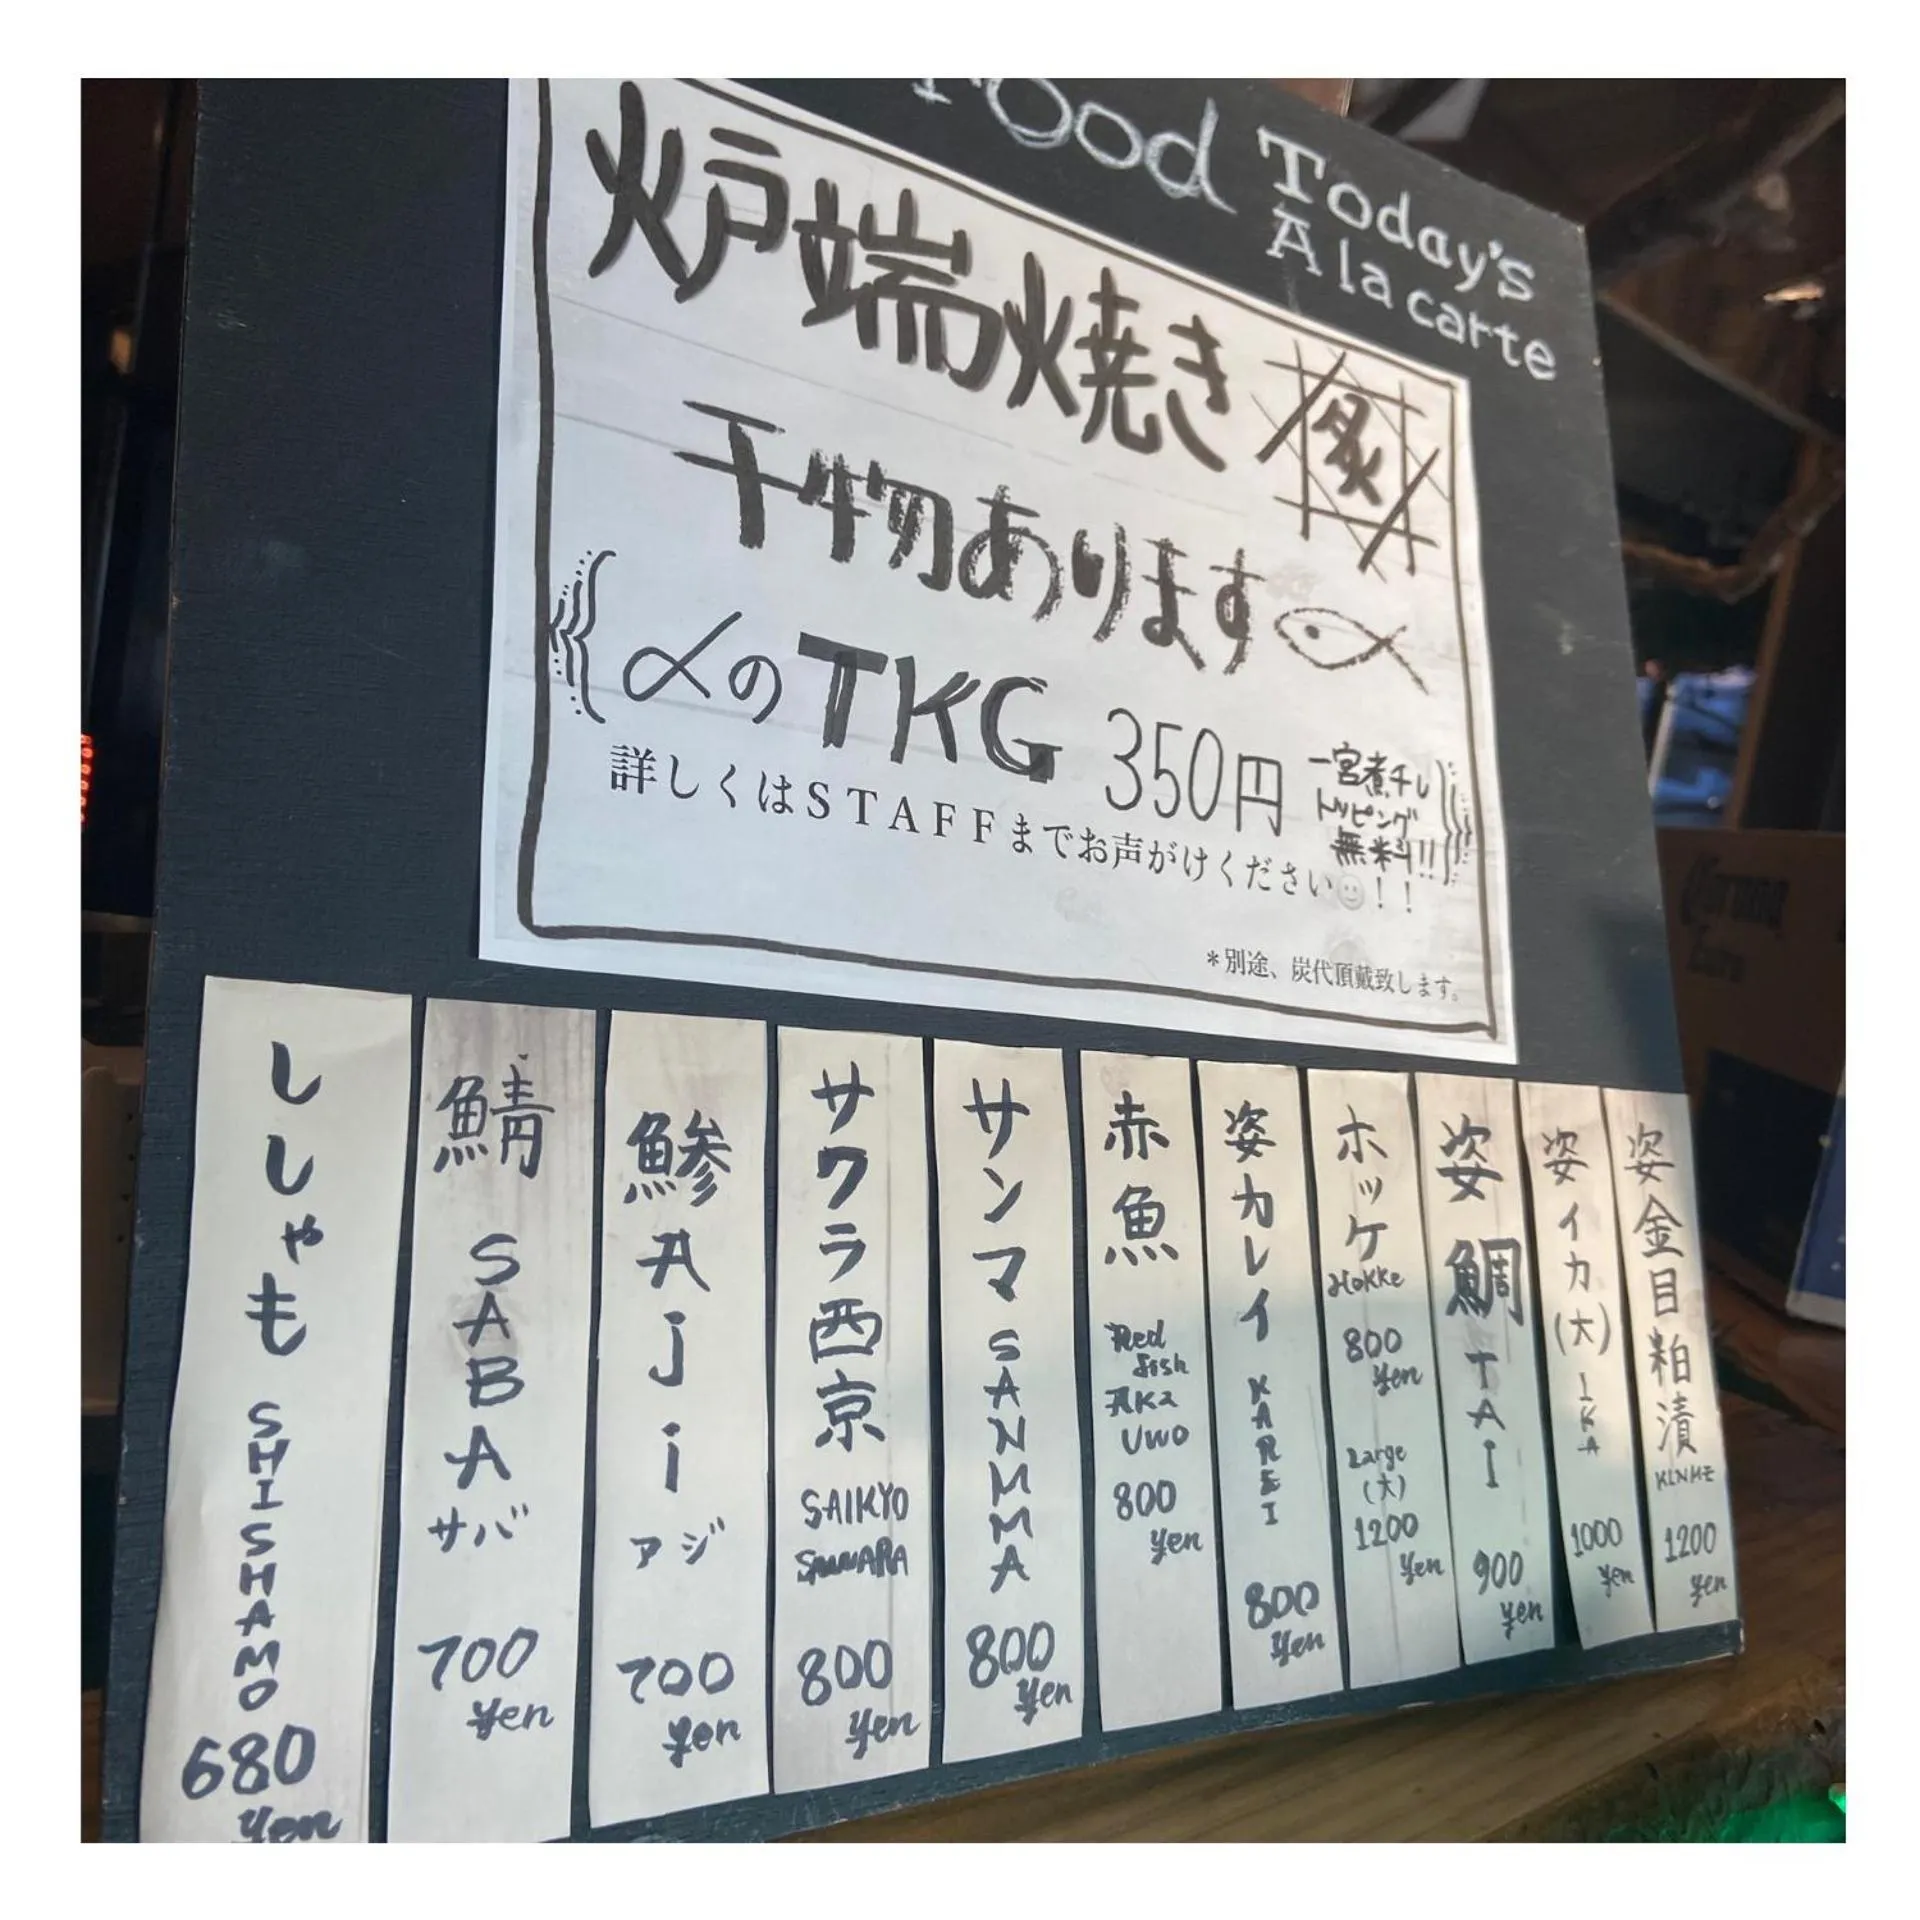 Food Today's
A la carte
炉端焼き
炙
干物あります
〆のTKG 350円
一宮煮干し
トッピング
無料!!
詳しくはSTAFFまでお声がけください☺!!
*別途、炭代頂戴致します。
ししゃも SHISHAMO
680
yen
鯖 SABA サバ
700
yen
鯵 Aji アジ
700
yen
サワラ西京
SAIKYO
SAWARA
800
yen
サンマ SANMMA
800
yen
赤魚
Red
fish
AKA
UWO
800
yen
姿カレイ KAREI
800
yen
ホッケ
Hokke
800
yen
Large
(大)
1200
yen
姿鯛 TAI
900
yen
姿イカ(大) IKA
1000
yen
姿金目粕漬
1200
yen